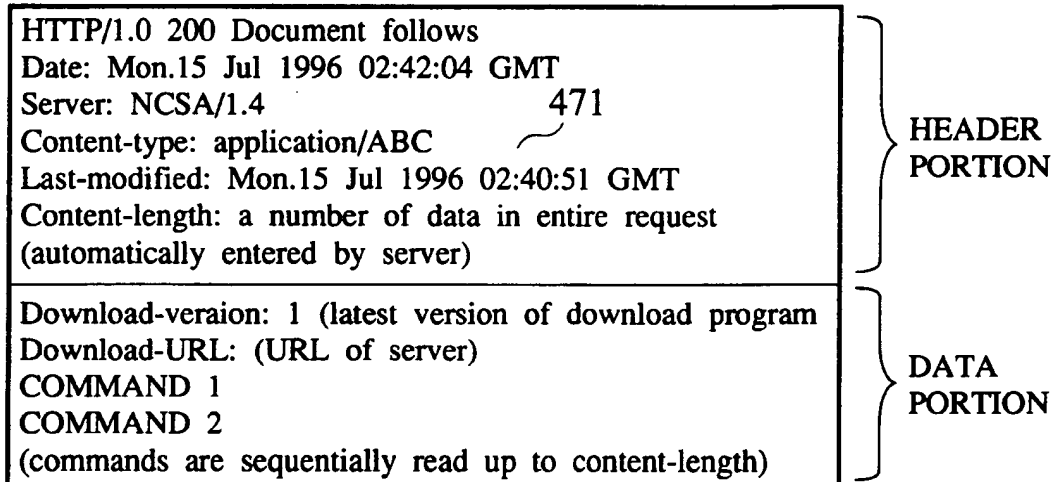 HTTP/1.0 200 Document follows
Date: Mon.15 Jul 1996 02:42:04 GMT
Server: NCSA/1.4
471
Content-type: application/ABC
Last-modified: Mon.15 Jul 1996 02:40:51 GMT
Content-length: a number of data in entire request
(automatically entered by server)
HEADER
PORTION
Download-veraion: 1 (latest version of download program
Download-URL: (URL of server)
COMMAND 1
COMMAND 2
(commands are sequentially read up to content-length)
DATA
PORTION